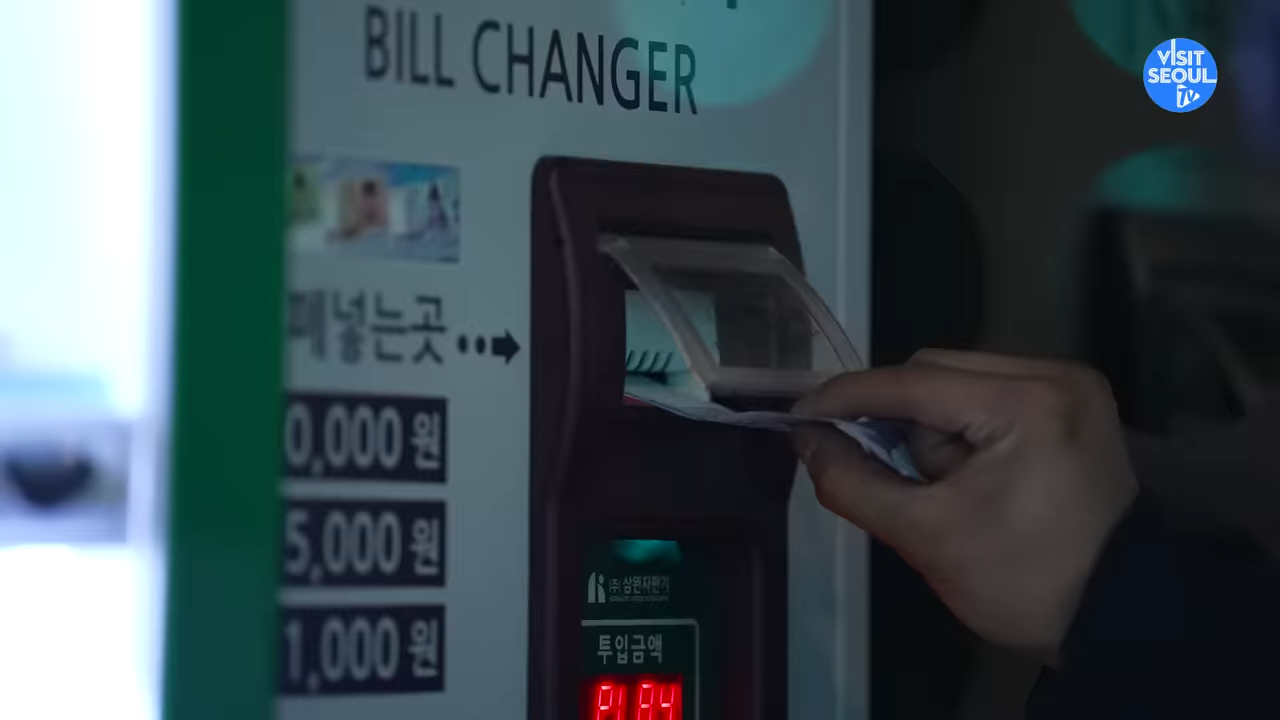 BILL CHANGER
VISIT
SEOUL
TV
폐넣는곳
0,000 원
5,000 원
1,000 원
(주)삼원자판기
투입금액